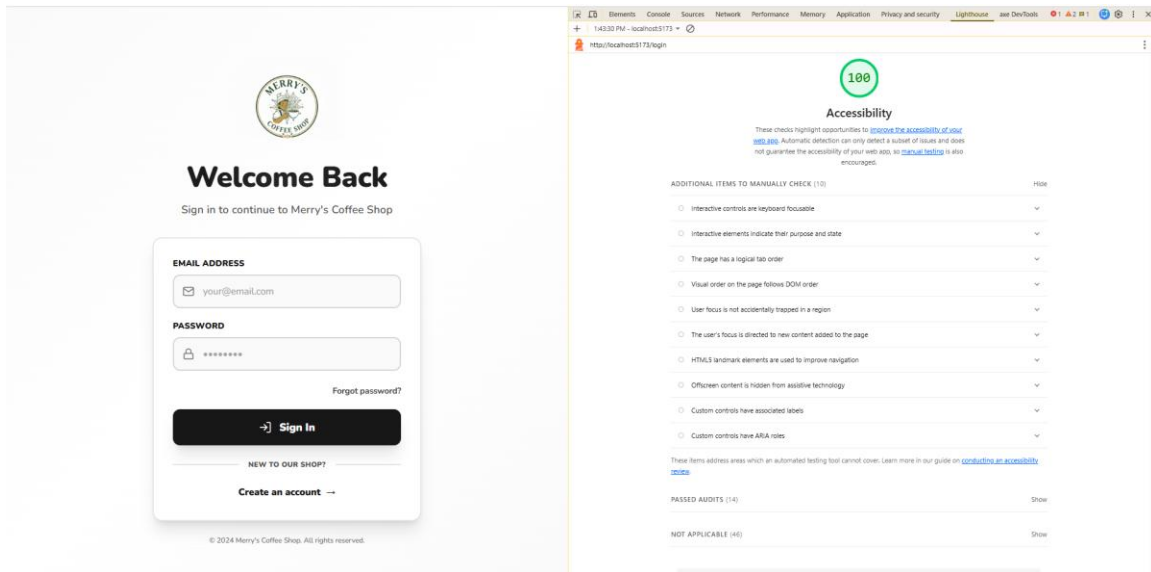 MERRY'S
COFFEE SHOP
Welcome Back
Sign in to continue to Merry's Coffee Shop
EMAIL ADDRESS
your@email.com
PASSWORD
••••••••
Forgot password?
Sign In
NEW TO OUR SHOP?
Create an account →
© 2024 Merry's Coffee Shop. All rights reserved.
Elements Console Sources Network Performance Memory Application Privacy and security Lighthouse axe DevTools 1 2 1
1:43:30 PM - localhost:5173
http://localhost:5173/login
100
Accessibility
These checks highlight opportunities to improve the accessibility of your
web app. Automatic detection can only detect a subset of issues and does
not guarantee the accessibility of your web app, so manual testing is also
encouraged.
ADDITIONAL ITEMS TO MANUALLY CHECK (10) Hide
Interactive controls are keyboard focusable
Interactive elements indicate their purpose and state
The page has a logical tab order
Visual order on the page follows DOM order
User focus is not accidentally trapped in a region
The user's focus is directed to new content added to the page
HTML5 landmark elements are used to improve navigation
Offscreen content is hidden from assistive technology
Custom controls have associated labels
Custom controls have ARIA roles
These items address areas which an automated testing tool cannot cover. Learn more in our guide on conducting an accessibility
review.
PASSED AUDITS (14) Show
NOT APPLICABLE (46) Show